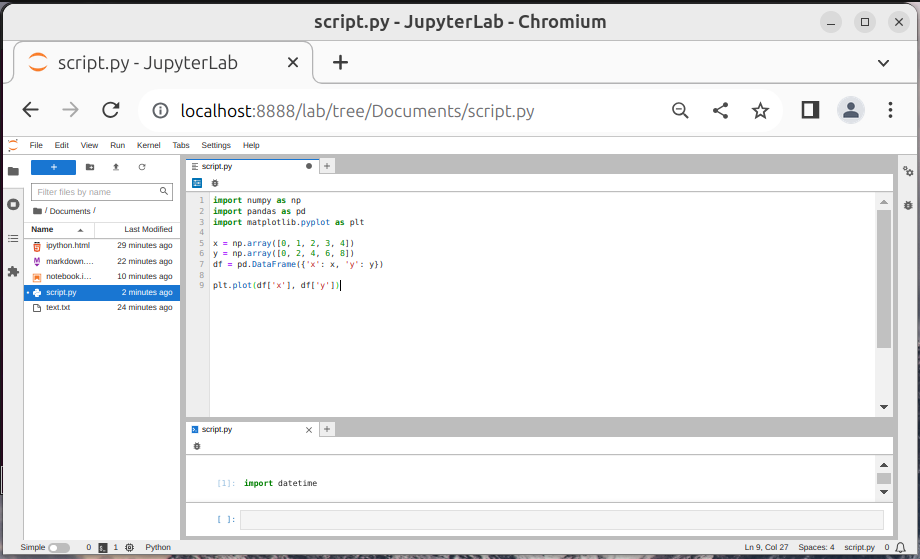 script.py - JupyterLab - Chromium
script.py - JupyterLab
localhost:8888/lab/tree/Documents/script.py
File Edit View Run Kernel Tabs Settings Help
Filter files by name
/ Documents /
Name Last Modified
ipython.html 29 minutes ago
markdown.... 22 minutes ago
notebook.i... 10 minutes ago
script.py 2 minutes ago
text.txt 24 minutes ago
script.py
1 import numpy as np
2 import pandas as pd
3 import matplotlib.pyplot as plt
4
5 x = np.array([0, 1, 2, 3, 4])
6 y = np.array([0, 2, 4, 6, 8])
7 df = pd.DataFrame({'x': x, 'y': y})
8
9 plt.plot(df['x'], df['y'])
script.py
[1]: import datetime
[ ]:
Simple 0 1 Python Ln 9, Col 27 Spaces: 4 script.py 0